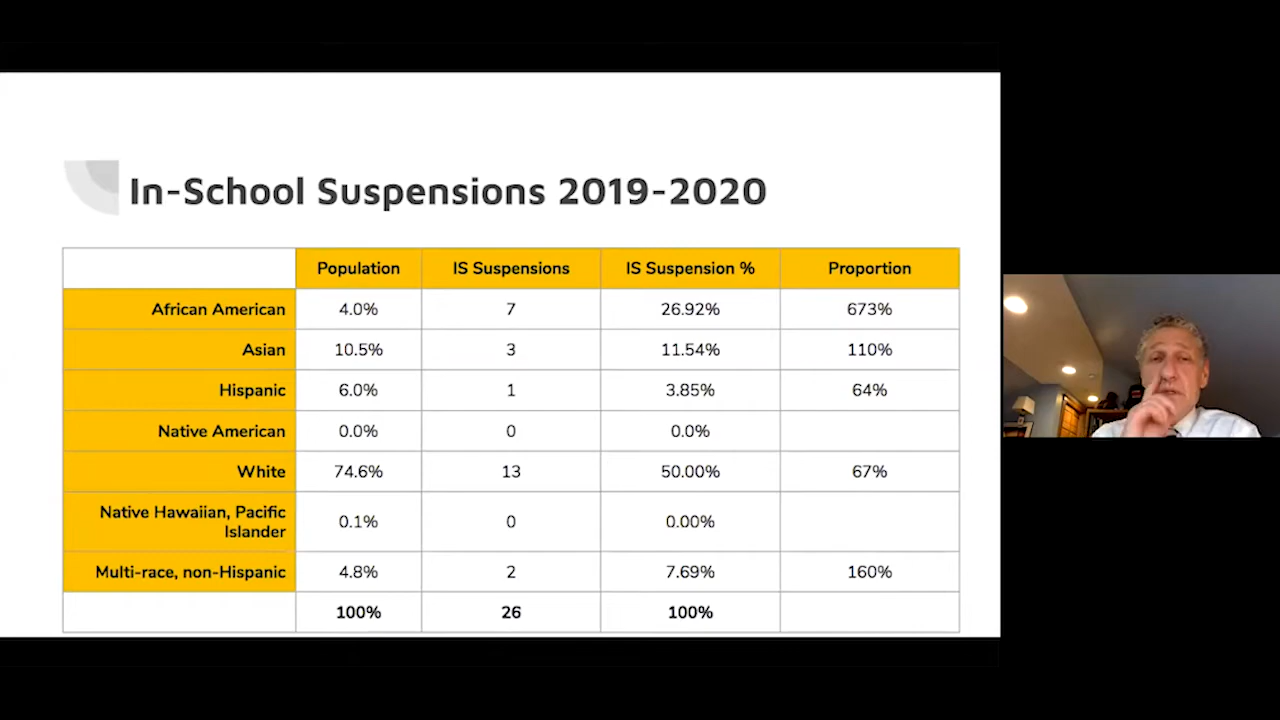 In-School Suspensions 2019-2020
Population IS Suspensions IS Suspension % Proportion
African American 4.0% 7 26.92% 673%
Asian 10.5% 3 11.54% 110%
Hispanic 6.0% 1 3.85% 64%
Native American 0.0% 0 0.0%
White 74.6% 13 50.00% 67%
Native Hawaiian, Pacific
Islander 0.1% 0 0.00%
Multi-race, non-Hispanic 4.8% 2 7.69% 160%
100% 26 100%